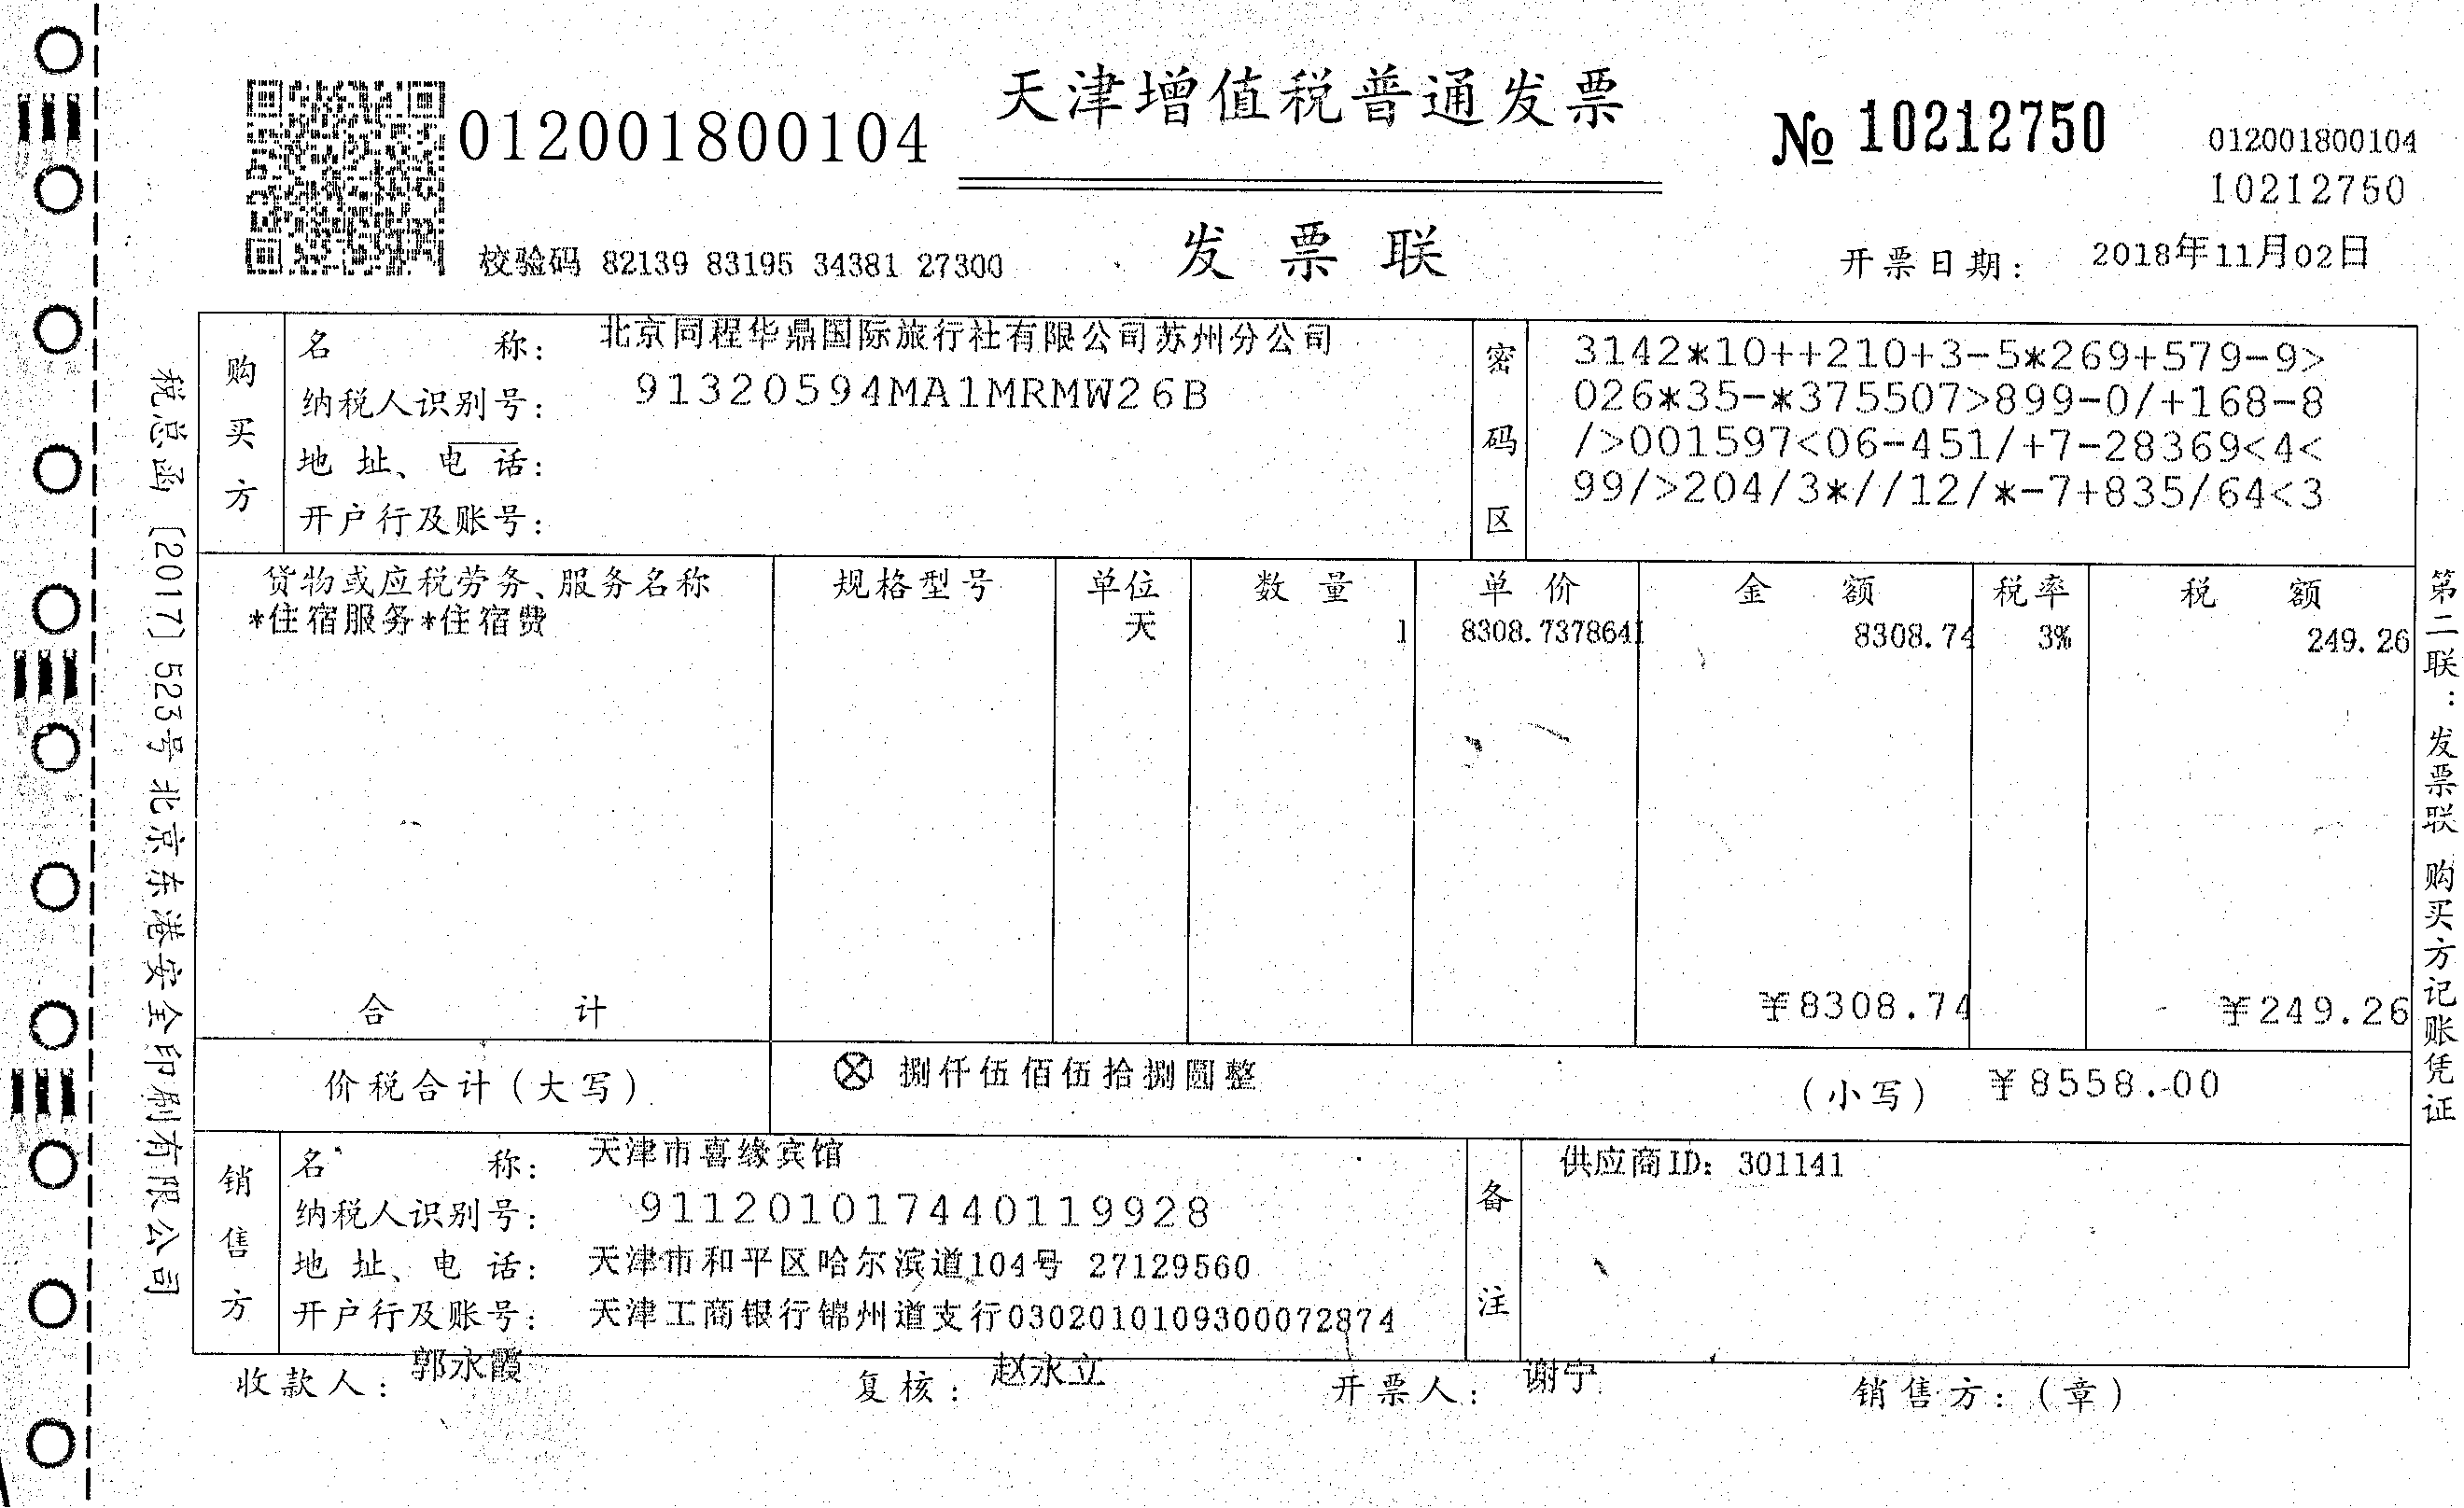 天津增值税普通发票
012001800104
№ 10212750
012001800104
10212750
发票联
校验码 82139 83195 34381 27300
开票日期: 2018年11月02日
税总函〔2017〕523号北京东港安全印刷有限公司
购买方
名称: 北京同程华鼎国际旅行社有限公司苏州分公司
纳税人识别号: 91320594MA1MRMW26B
地址、电话:
开户行及账号:
密码区
3142*10++210+3-5*269+579-9>
026*35-*375507>899-0/+168-8
/>001597<06-451/+7-28369<4<
99/>204/3*//12/*-7+835/64<3
货物或应税劳务、服务名称 规格型号 单位 数量 单价 金额 税率 税额
*住宿服务*住宿费 天 1 8308.7378641 8308.74 3% 249.26
合计 ¥8308.74 ¥249.26
价税合计(大写) ⊗捌仟伍佰伍拾捌圆整 (小写) ¥8558.00
销售方
名称: 天津市喜缘宾馆
纳税人识别号: 911201017440119928
地址、电话: 天津市和平区哈尔滨道104号 27129560
开户行及账号: 天津工商银行锦州道支行0302010109300072874
备注
供应商ID: 301141
收款人: 郭永霞 复核: 赵永立 开票人: 谢宁 销售方:(章)
第二联:发票联 购买方记账凭证